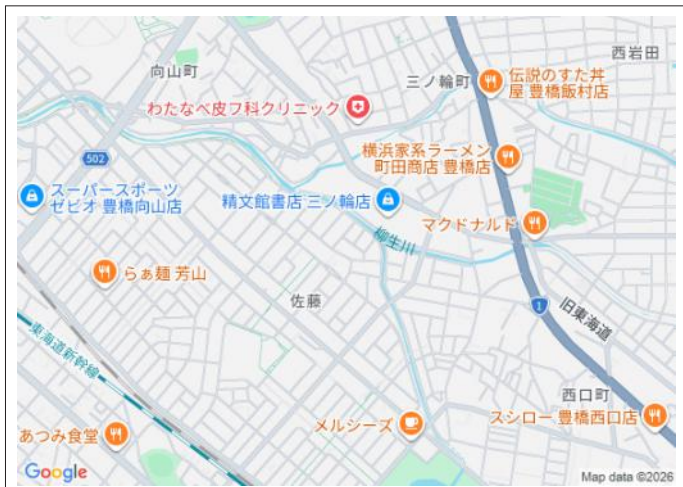 西岩田
向山町
三ノ輪町
伝説のすた丼
屋 豊橋飯村店
わたなべ皮フ科クリニック
横浜家系ラーメン
町田商店 豊橋店
502
スーパースポーツ
ゼビオ 豊橋向山店
精文館書店 三ノ輪店
マクドナルド
柳生川
らぁ麺 芳山
佐藤
1
旧東海道
東海道新幹線
西口町
スシロー 豊橋西口店
メルシーズ
あつみ食堂
Google
Map data ©2026